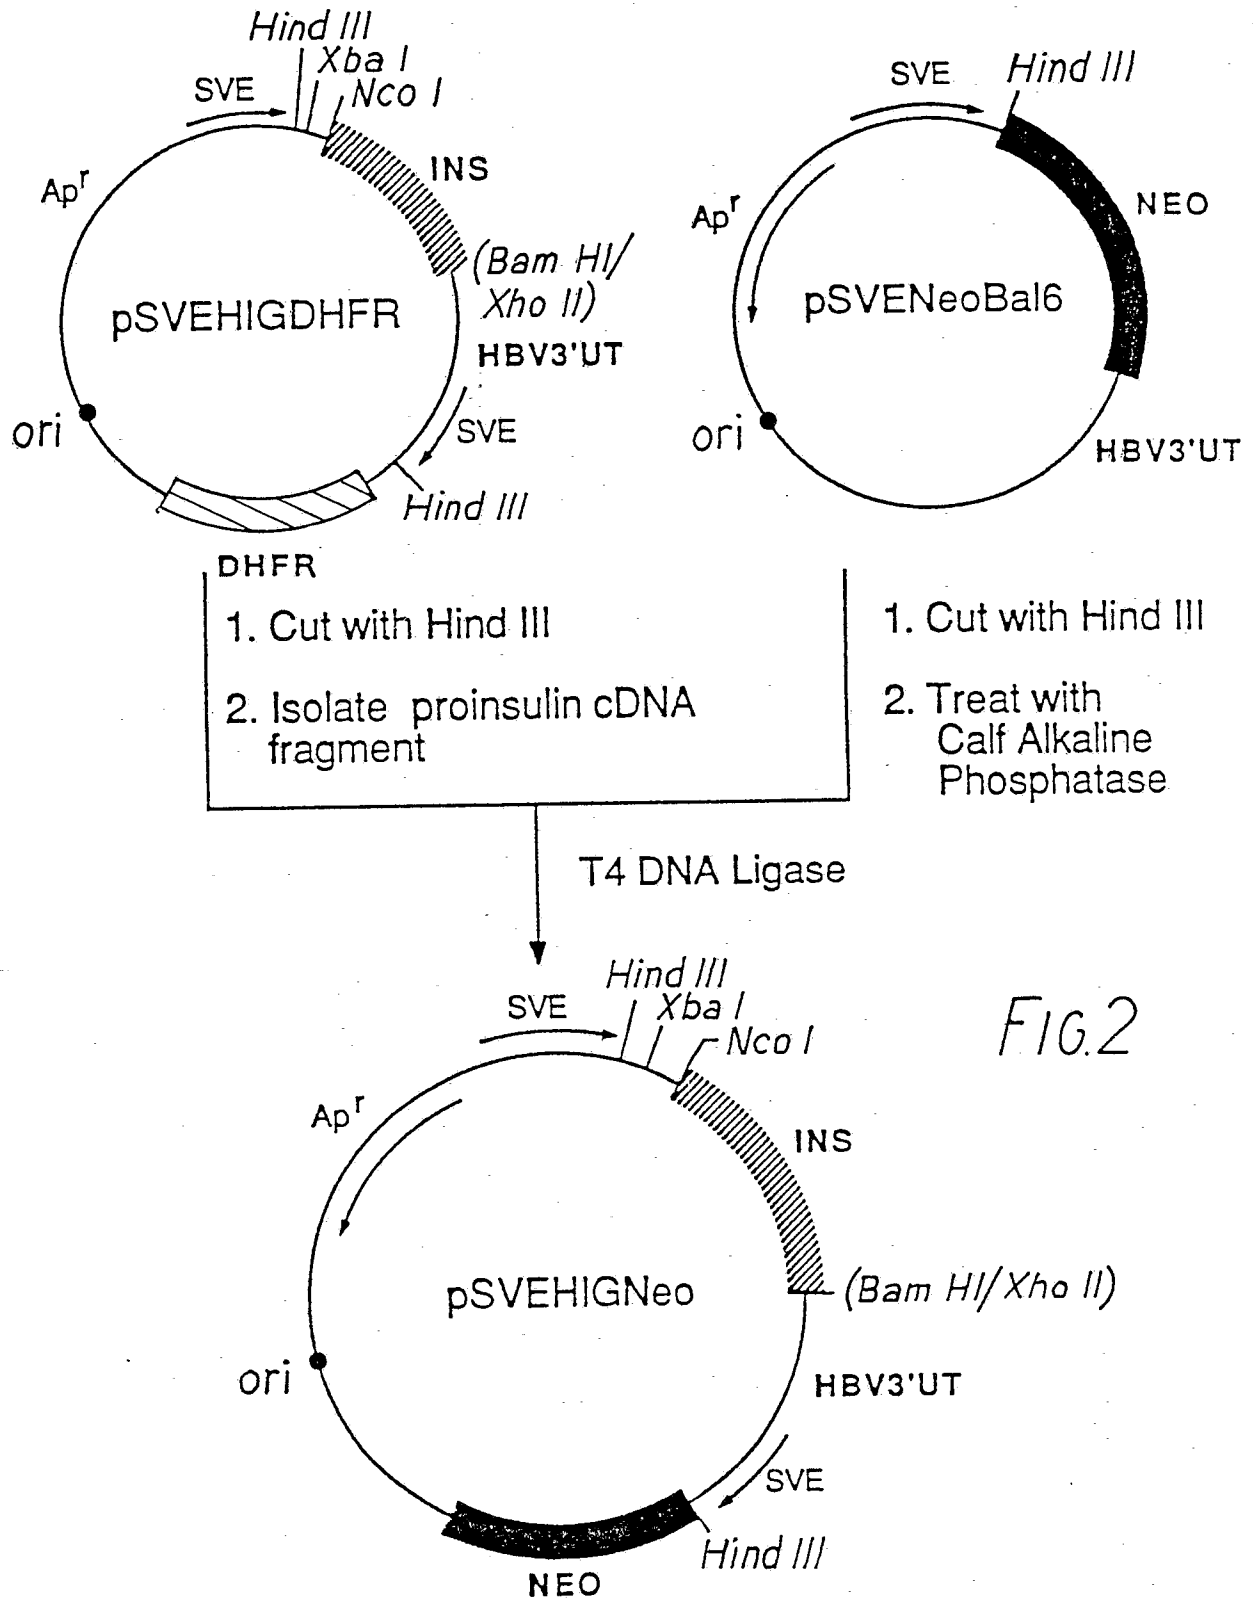 Hind III
Xba I
SVE
Nco I
INS
Ap^r
(Bam HI/
Xho II)
pSVEHIGDHFR
HBV3'UT
SVE
ori
Hind III
DHFR
SVE
Hind III
NEO
Ap^r
pSVENeoBal6
ori
HBV3'UT
1. Cut with Hind III
2. Isolate proinsulin cDNA
fragment
1. Cut with Hind III
2. Treat with
Calf Alkaline
Phosphatase
T4 DNA Ligase
Hind III
SVE
Xba I
Nco I
FIG.2
Ap^r
INS
pSVEHIGNeo
(Bam HI/Xho II)
ori
HBV3'UT
SVE
Hind III
NEO